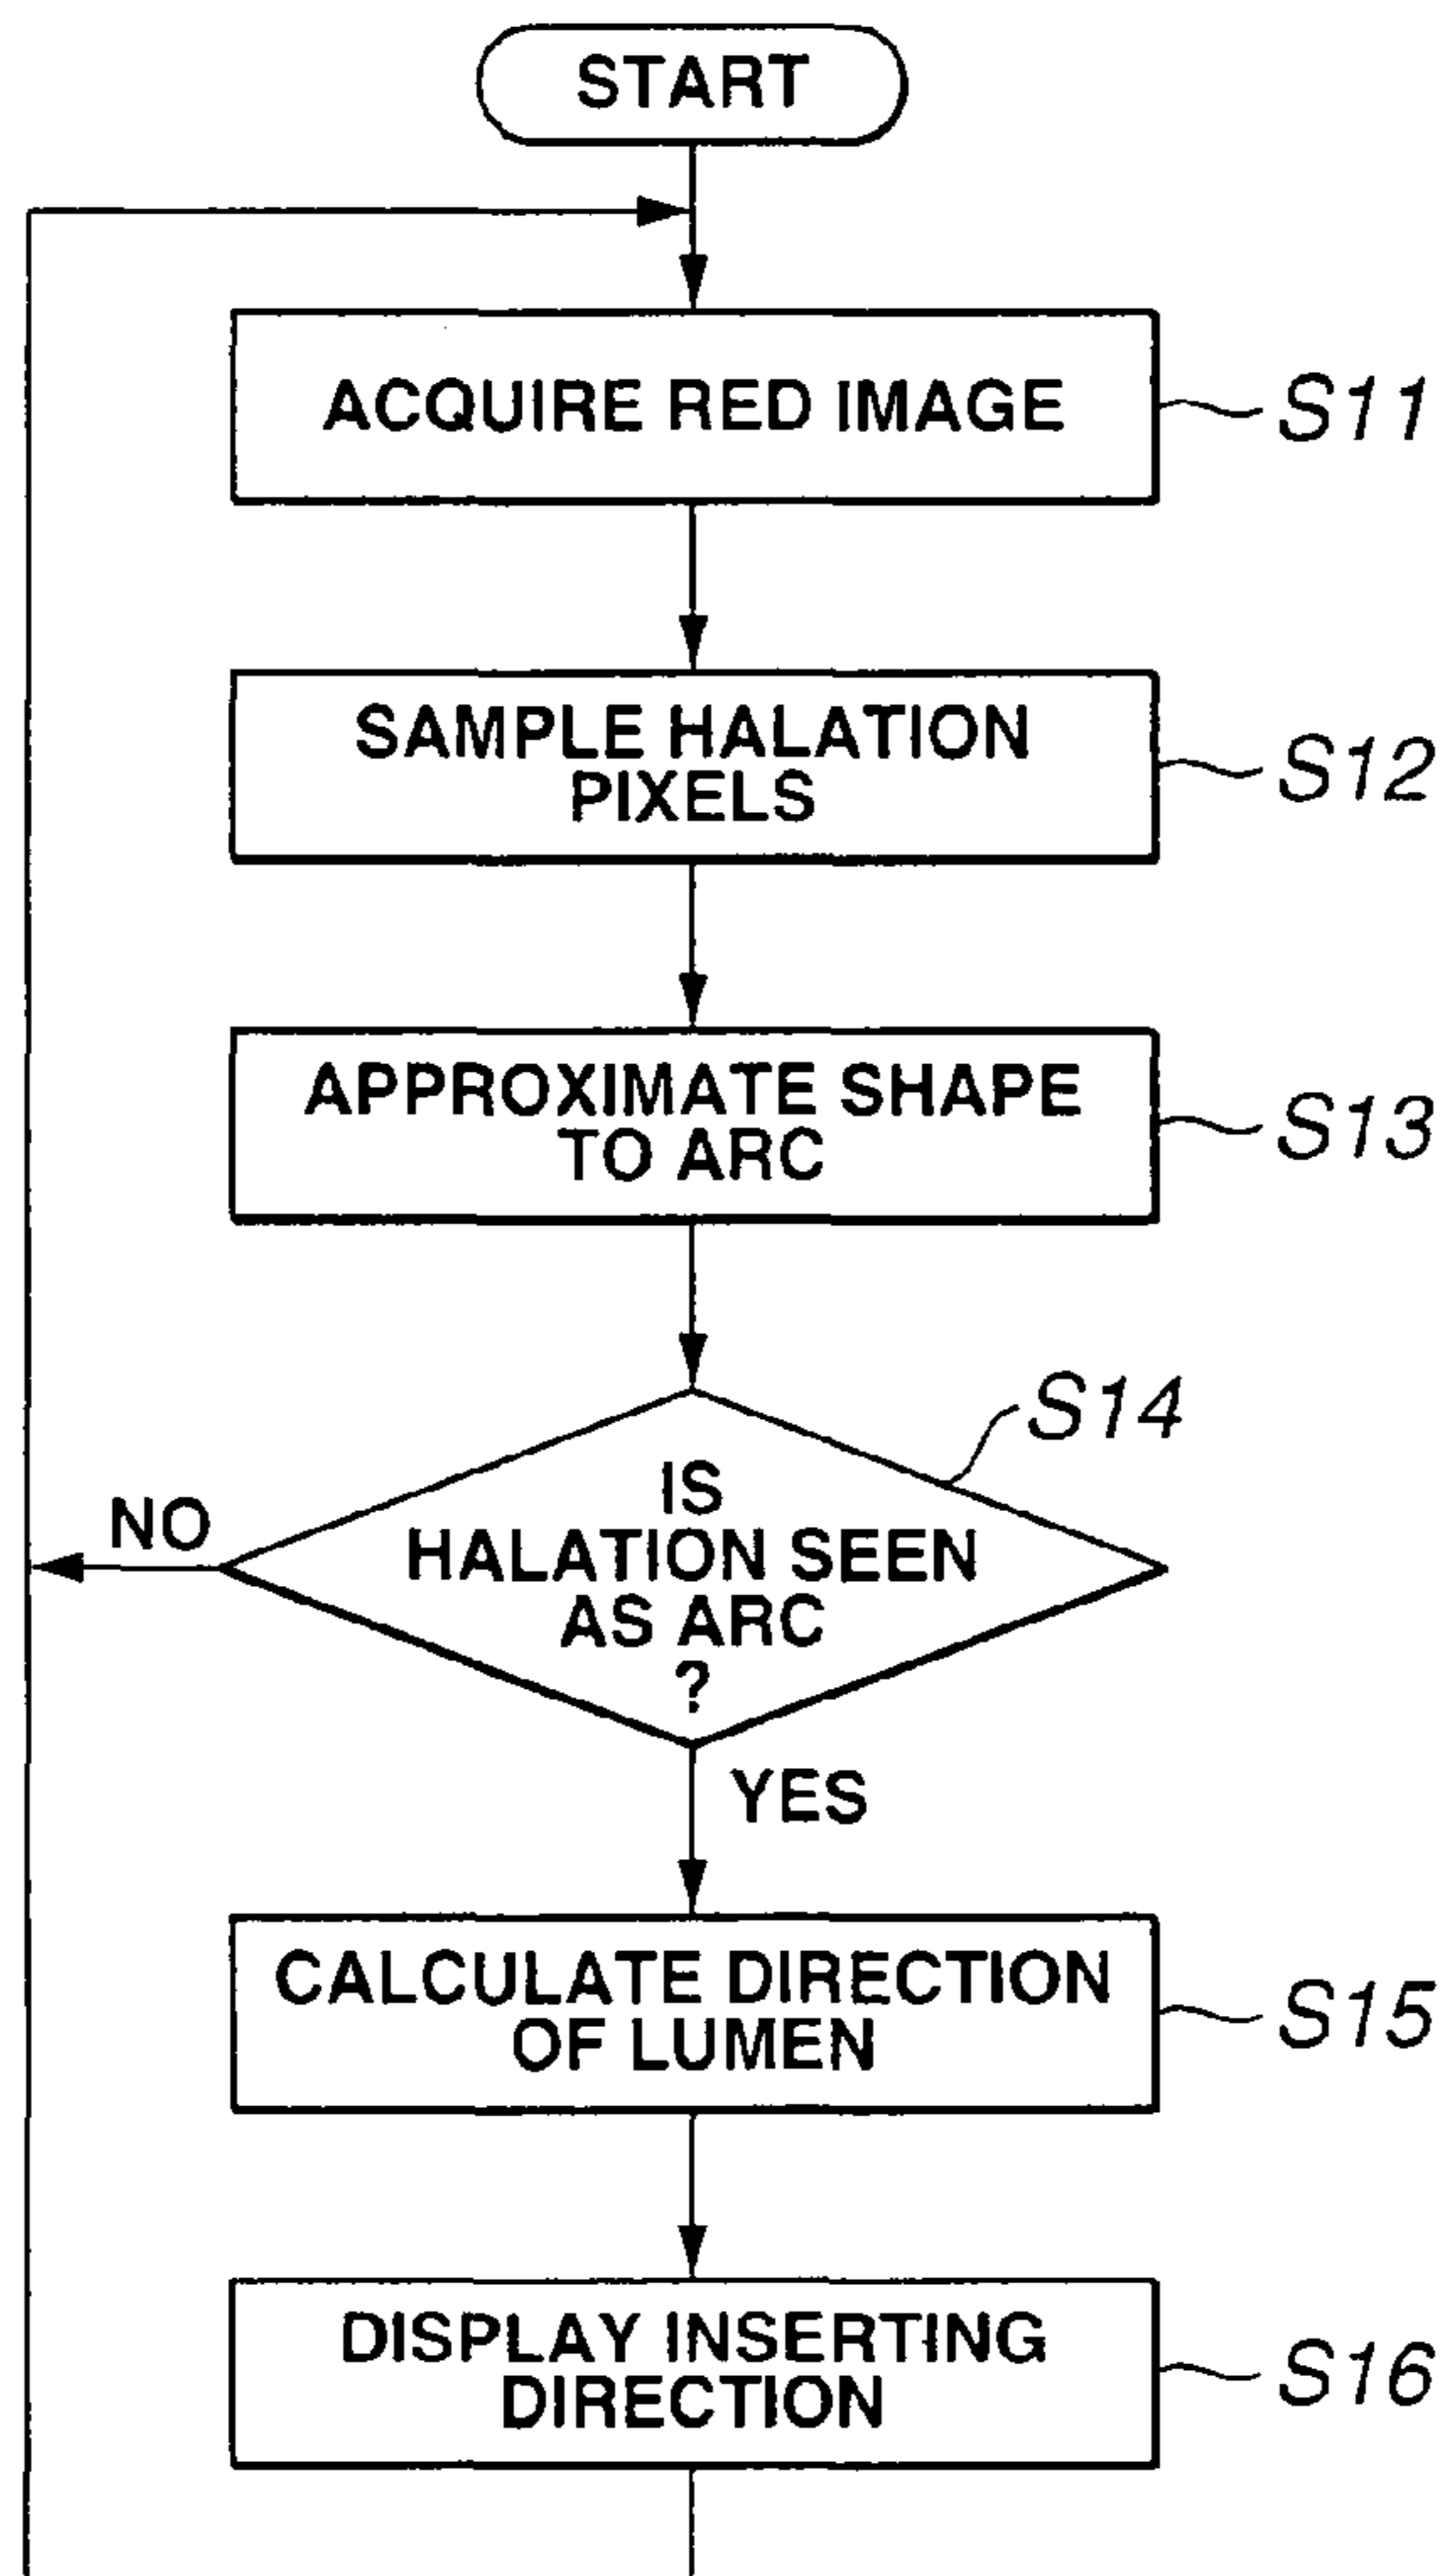 START
ACQUIRE RED IMAGE
S11
SAMPLE HALATION
PIXELS
S12
APPROXIMATE SHAPE
TO ARC
S13
S14
IS
HALATION SEEN
AS ARC
?
NO
YES
CALCULATE DIRECTION
OF LUMEN
S15
DISPLAY INSERTING
DIRECTION
S16